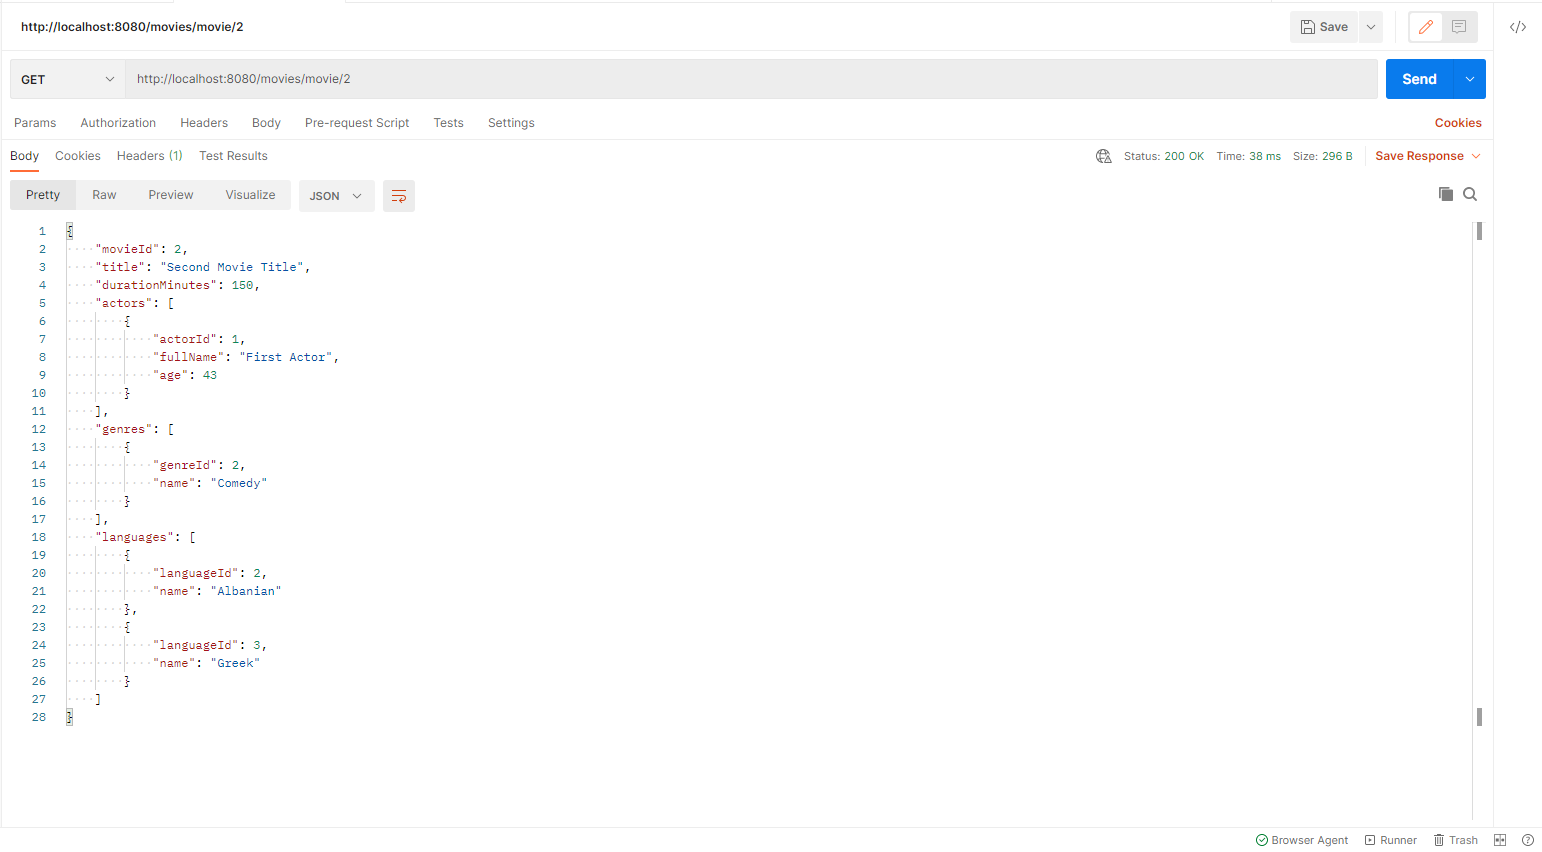 http://localhost:8080/movies/movie/2
Save
GET
http://localhost:8080/movies/movie/2
Send
Params Authorization Headers Body Pre-request Script Tests Settings Cookies
Body Cookies Headers (1) Test Results Status: 200 OK Time: 38 ms Size: 296 B Save Response
Pretty Raw Preview Visualize JSON
1 {
2 "movieId": 2,
3 "title": "Second Movie Title",
4 "durationMinutes": 150,
5 "actors": [
6 {
7 "actorId": 1,
8 "fullName": "First Actor",
9 "age": 43
10 }
11 ],
12 "genres": [
13 {
14 "genreId": 2,
15 "name": "Comedy"
16 }
17 ],
18 "languages": [
19 {
20 "languageId": 2,
21 "name": "Albanian"
22 },
23 {
24 "languageId": 3,
25 "name": "Greek"
26 }
27 ]
28 }
Browser Agent Runner Trash